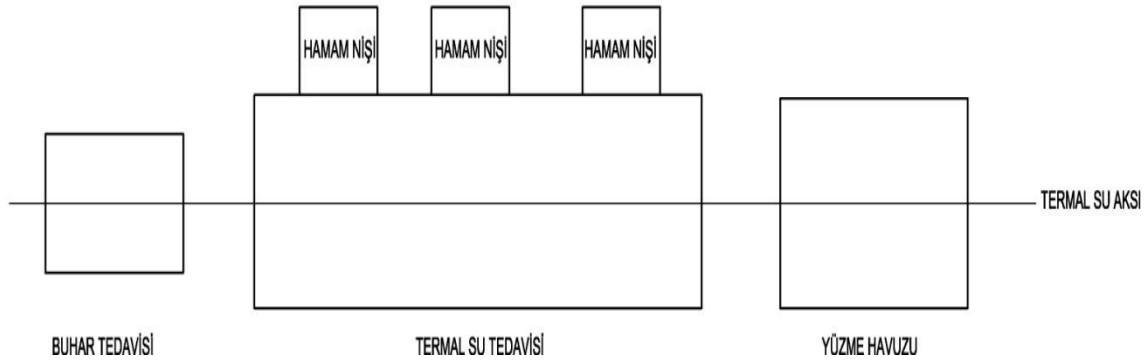 HAMAM NİŞİ
HAMAM NİŞİ
HAMAM NİŞİ
TERMAL SU AKSI
BUHAR TEDAVİSİ
TERMAL SU TEDAVİSİ
YÜZME HAVUZU